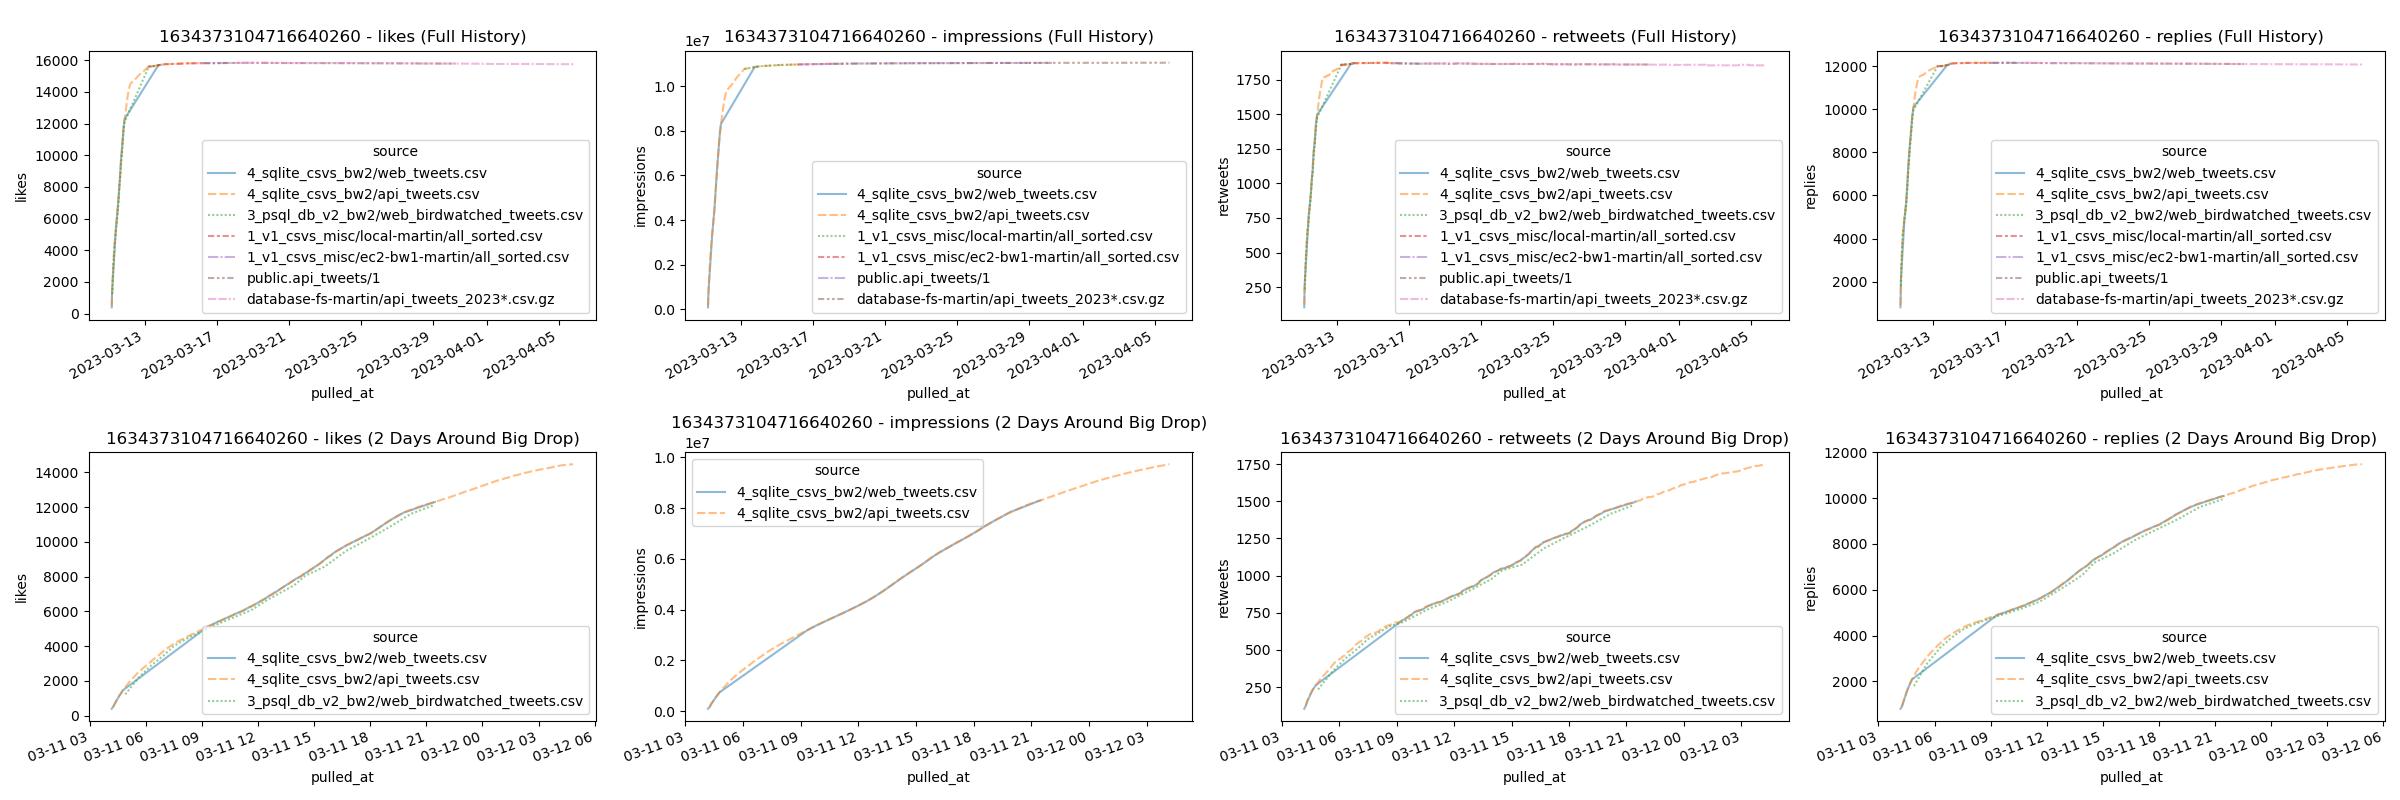 1634373104716640260 - likes (Full History)
likes
16000
14000
12000
10000
8000
6000
4000
2000
0
source
4_sqlite_csvs_bw2/web_tweets.csv
4_sqlite_csvs_bw2/api_tweets.csv
3_psql_db_v2_bw2/web_birdwatched_tweets.csv
1_v1_csvs_misc/local-martin/all_sorted.csv
1_v1_csvs_misc/ec2-bw1-martin/all_sorted.csv
public.api_tweets/1
database-fs-martin/api_tweets_2023*.csv.gz
2023-03-13
2023-03-17
2023-03-21
2023-03-25
2023-03-29
2023-04-01
2023-04-05
pulled_at
1634373104716640260 - impressions (Full History)
1e7
impressions
1.0
0.8
0.6
0.4
0.2
0.0
source
4_sqlite_csvs_bw2/web_tweets.csv
4_sqlite_csvs_bw2/api_tweets.csv
1_v1_csvs_misc/local-martin/all_sorted.csv
1_v1_csvs_misc/ec2-bw1-martin/all_sorted.csv
public.api_tweets/1
database-fs-martin/api_tweets_2023*.csv.gz
2023-03-13
2023-03-17
2023-03-21
2023-03-25
2023-03-29
2023-04-01
2023-04-05
pulled_at
1634373104716640260 - retweets (Full History)
retweets
1750
1500
1250
1000
750
500
250
source
4_sqlite_csvs_bw2/web_tweets.csv
4_sqlite_csvs_bw2/api_tweets.csv
3_psql_db_v2_bw2/web_birdwatched_tweets.csv
1_v1_csvs_misc/local-martin/all_sorted.csv
1_v1_csvs_misc/ec2-bw1-martin/all_sorted.csv
public.api_tweets/1
database-fs-martin/api_tweets_2023*.csv.gz
2023-03-13
2023-03-17
2023-03-21
2023-03-25
2023-03-29
2023-04-01
2023-04-05
pulled_at
1634373104716640260 - replies (Full History)
replies
12000
10000
8000
6000
4000
2000
source
4_sqlite_csvs_bw2/web_tweets.csv
4_sqlite_csvs_bw2/api_tweets.csv
3_psql_db_v2_bw2/web_birdwatched_tweets.csv
1_v1_csvs_misc/local-martin/all_sorted.csv
1_v1_csvs_misc/ec2-bw1-martin/all_sorted.csv
public.api_tweets/1
database-fs-martin/api_tweets_2023*.csv.gz
2023-03-13
2023-03-17
2023-03-21
2023-03-25
2023-03-29
2023-04-01
2023-04-05
pulled_at
1634373104716640260 - likes (2 Days Around Big Drop)
likes
14000
12000
10000
8000
6000
4000
2000
0
source
4_sqlite_csvs_bw2/web_tweets.csv
4_sqlite_csvs_bw2/api_tweets.csv
3_psql_db_v2_bw2/web_birdwatched_tweets.csv
03-11 03
03-11 06
03-11 09
03-11 12
03-11 15
03-11 18
03-11 21
03-12 00
03-12 03
03-12 06
pulled_at
1634373104716640260 - impressions (2 Days Around Big Drop)
1e7
impressions
1.0
0.8
0.6
0.4
0.2
0.0
source
4_sqlite_csvs_bw2/web_tweets.csv
4_sqlite_csvs_bw2/api_tweets.csv
03-11 03
03-11 06
03-11 09
03-11 12
03-11 15
03-11 18
03-11 21
03-12 00
03-12 03
pulled_at
1634373104716640260 - retweets (2 Days Around Big Drop)
retweets
1750
1500
1250
1000
750
500
250
source
4_sqlite_csvs_bw2/web_tweets.csv
4_sqlite_csvs_bw2/api_tweets.csv
3_psql_db_v2_bw2/web_birdwatched_tweets.csv
03-11 03
03-11 06
03-11 09
03-11 12
03-11 15
03-11 18
03-11 21
03-12 00
03-12 03
pulled_at
1634373104716640260 - replies (2 Days Around Big Drop)
replies
12000
10000
8000
6000
4000
2000
source
4_sqlite_csvs_bw2/web_tweets.csv
4_sqlite_csvs_bw2/api_tweets.csv
3_psql_db_v2_bw2/web_birdwatched_tweets.csv
03-11 03
03-11 06
03-11 09
03-11 12
03-11 15
03-11 18
03-11 21
03-12 00
03-12 03
03-12 06
pulled_at